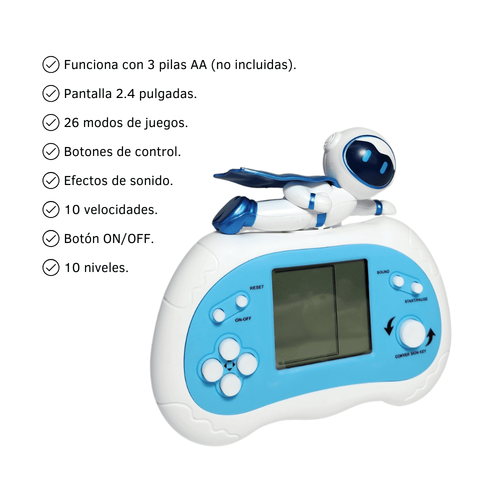 Funciona con 3 pilas AA (no incluidas).
Pantalla 2.4 pulgadas.
26 modos de juegos.
Botones de control.
Efectos de sonido.
10 velocidades.
Botón ON/OFF.
10 niveles.
RESET
ON-OFF
SOUND
START/PAUSE